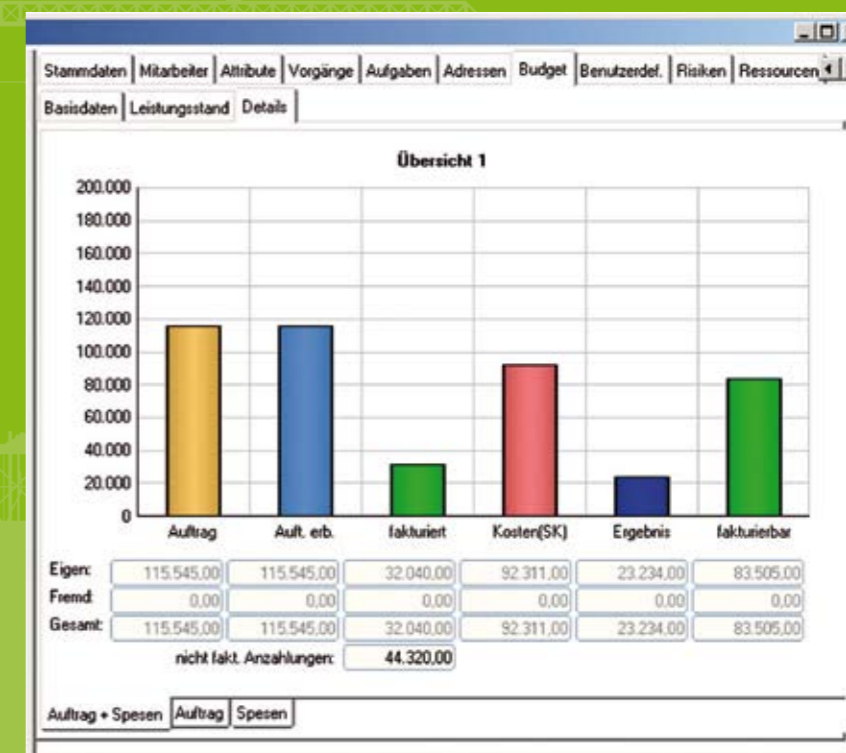 Stammdaten Mitarbeiter Attribute Vorgänge Aufgaben Adressen Budget Benutzerdef. Risiken Ressourcen
Basisdaten Leistungsstand Details
Übersicht 1
200.000
180.000
160.000
140.000
120.000
100.000
80.000
60.000
40.000
20.000
0
Auftrag Auft. erb. fakturiert Kosten(SK) Ergebnis fakturierbar
Eigen: 115.545,00 115.545,00 32.040,00 92.311,00 23.234,00 83.505,00
Fremd: 0,00 0,00 0,00 0,00 0,00 0,00
Gesamt: 115.545,00 115.545,00 32.040,00 92.311,00 23.234,00 83.505,00
nicht fakt. Anzahlungen: 44.320,00
Auftrag + Spesen Auftrag Spesen